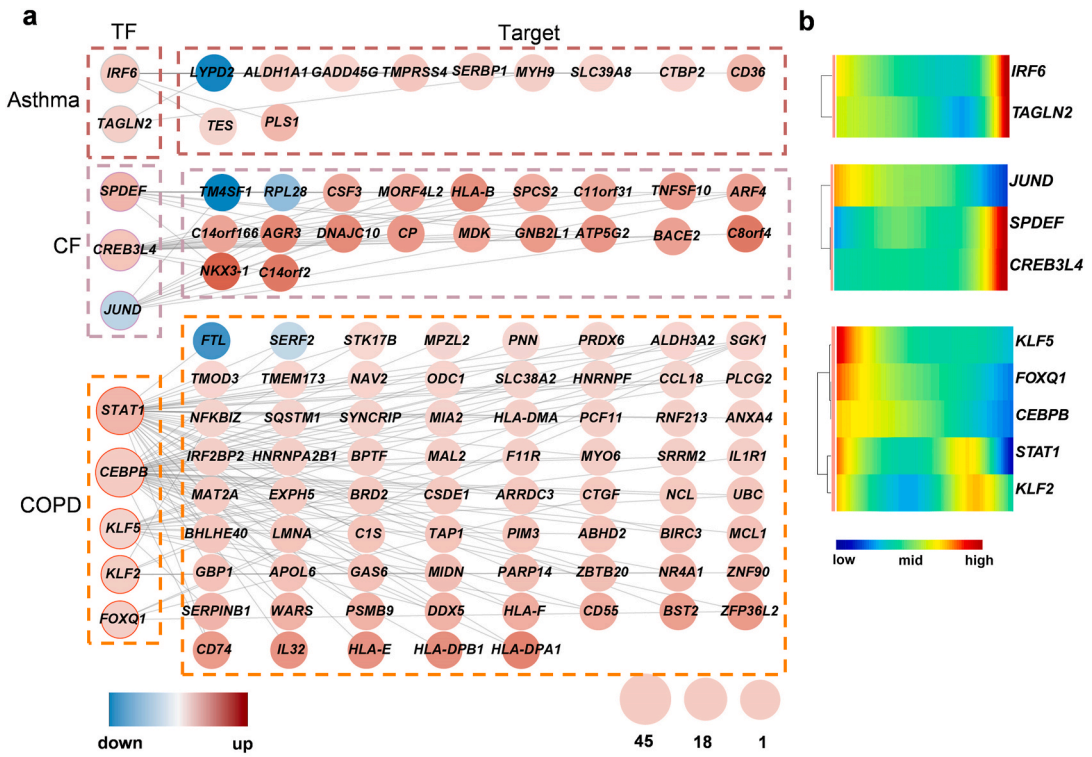 a
b
TF
Target
Asthma
IRF6
TAGLN2
LYPD2 ALDH1A1 GADD45G TMPRSS4 SERBP1 MYH9 SLC39A8 CTBP2 CD36
TES PLS1
CF
SPDEF
CREB3L4
JUND
TM4SF1 RPL28 CSF3 MORF4L2 HLA-B SPCS2 C11orf31 TNFSF10 ARF4
C14orf166 AGR3 DNAJC10 CP MDK GNB2L1 ATP5G2 BACE2 C8orf4
NKX3-1 C14orf2
COPD
STAT1
CEBPB
KLF5
KLF2
FOXQ1
FTL SERF2 STK17B MPZL2 PNN PRDX6 ALDH3A2 SGK1
TMOD3 TMEM173 NAV2 ODC1 SLC38A2 HNRNPF CCL18 PLCG2
NFKBIZ SQSTM1 SYNCRIP MIA2 HLA-DMA PCF11 RNF213 ANXA4
IRF2BP2 HNRNPA2B1 BPTF MAL2 F11R MYO6 SRRM2 IL1R1
MAT2A EXPH5 BRD2 CSDE1 ARRDC3 CTGF NCL UBC
BHLHE40 LMNA C1S TAP1 PIM3 ABHD2 BIRC3 MCL1
GBP1 APOL6 GAS6 MIDN PARP14 ZBTB20 NR4A1 ZNF90
SERPINB1 WARS PSMB9 DDX5 HLA-F CD55 BST2 ZFP36L2
CD74 IL32 HLA-E HLA-DPB1 HLA-DPA1
down up
45 18 1
IRF6
TAGLN2
JUND
SPDEF
CREB3L4
KLF5
FOXQ1
CEBPB
STAT1
KLF2
low mid high